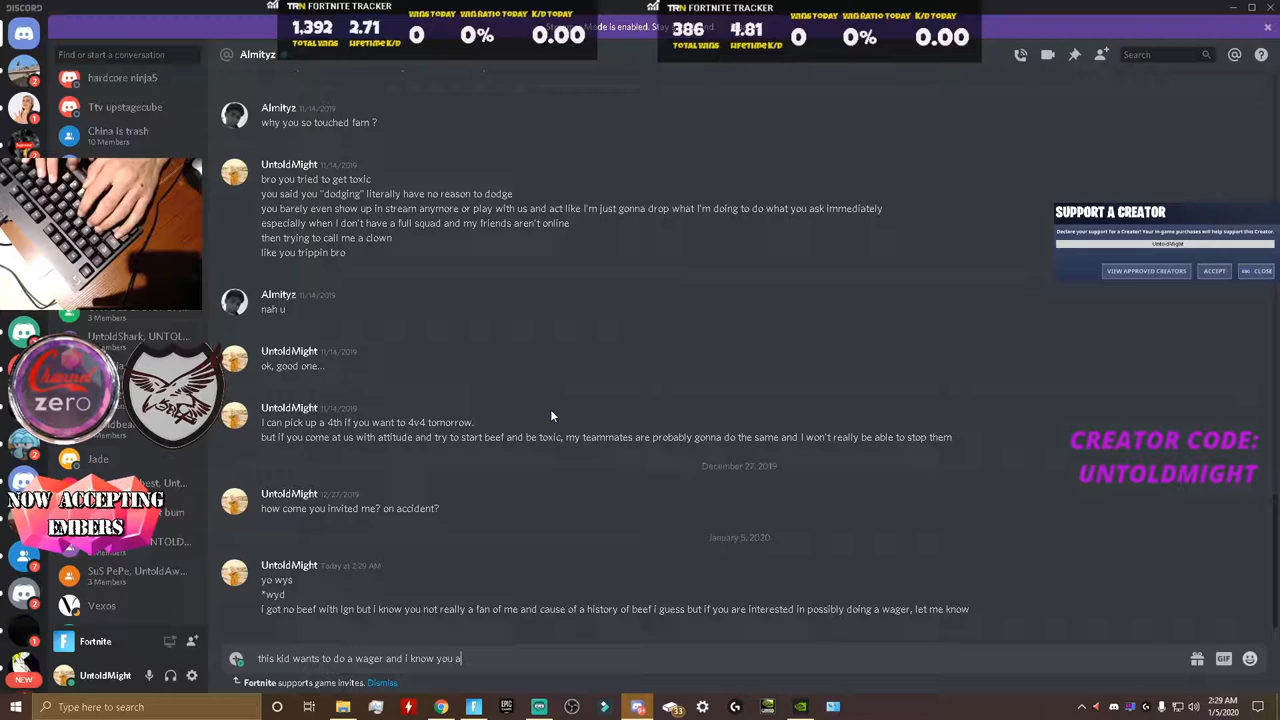 DISCORD
TRN FORTNITE TRACKER
1,392 2.71
TOTAL WINS LIFETIME K/D
WINS TODAY WIN RATIO TODAY K/D TODAY
0 0% 0.00
TRN FORTNITE TRACKER
386 4.81
TOTAL WINS LIFETIME K/D
WINS TODAY WIN RATIO TODAY K/D TODAY
0 0% 0.00
Mode is enabled.
Find or start a conversation
@ Almityz
Search
hardcore ninja5
Ttv upstagecube
China is trash
10 Members
3 Members
UntoldShark, UNTOL...
Jade
Members
SuS PePe, UntoldAw...
3 Members
Vexos
Almityz 11/14/2019
why you so touched fam ?
UntoldMight 11/14/2019
bro you tried to get toxic
you said you "dodging" literally have no reason to dodge
you barely even show up in stream anymore or play with us and act like I'm just gonna drop what I'm doing to do what you ask immediately
especially when I don't have a full squad and my friends aren't online
then trying to call me a clown
like you trippin bro
Almityz 11/14/2019
nah u
UntoldMight 11/14/2019
ok, good one...
UntoldMight 11/14/2019
I can pick up a 4th if you want to 4v4 tomorrow.
but if you come at us with attitude and try to start beef and be toxic, my teammates are probably gonna do the same and I won't really be able to stop them
December 27, 2019
UntoldMight 12/27/2019
how come you invited me? on accident?
January 5, 2020
UntoldMight Today at 2:29 AM
yo wys
*wyd
i got no beef with lgn but i know you not really a fan of me and cause of a history of beef i guess but if you are interested in possibly doing a wager, let me know
this kid wants to do a wager and i know you a
GIF
Fortnite supports game invites. Dismiss
Fortnite
UntoldMight
NEW
Channel
zero
NOW ACCEPTING
EMBERS
SUPPORT A CREATOR
Declare your support for a Creator! Your in-game purchases will help support this Creator.
UntoldMight
VIEW APPROVED CREATORS ACCEPT ESC CLOSE
CREATOR CODE:
UNTOLDMIGHT
Type here to search
EPIC
33
2:29 AM
1/5/2020